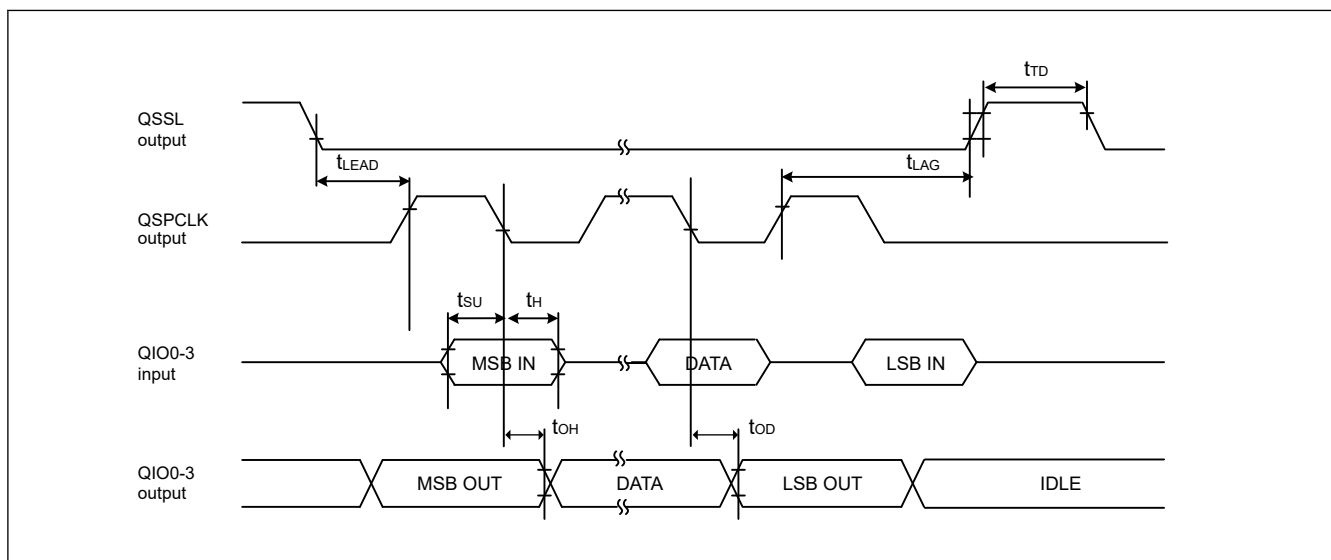 tTD
QSSL
output
tLEAD
tLAG
QSPCLK
output
tSU
tH
QIO0-3
input
MSB IN
DATA
LSB IN
tOH
tOD
QIO0-3
output
MSB OUT
DATA
LSB OUT
IDLE